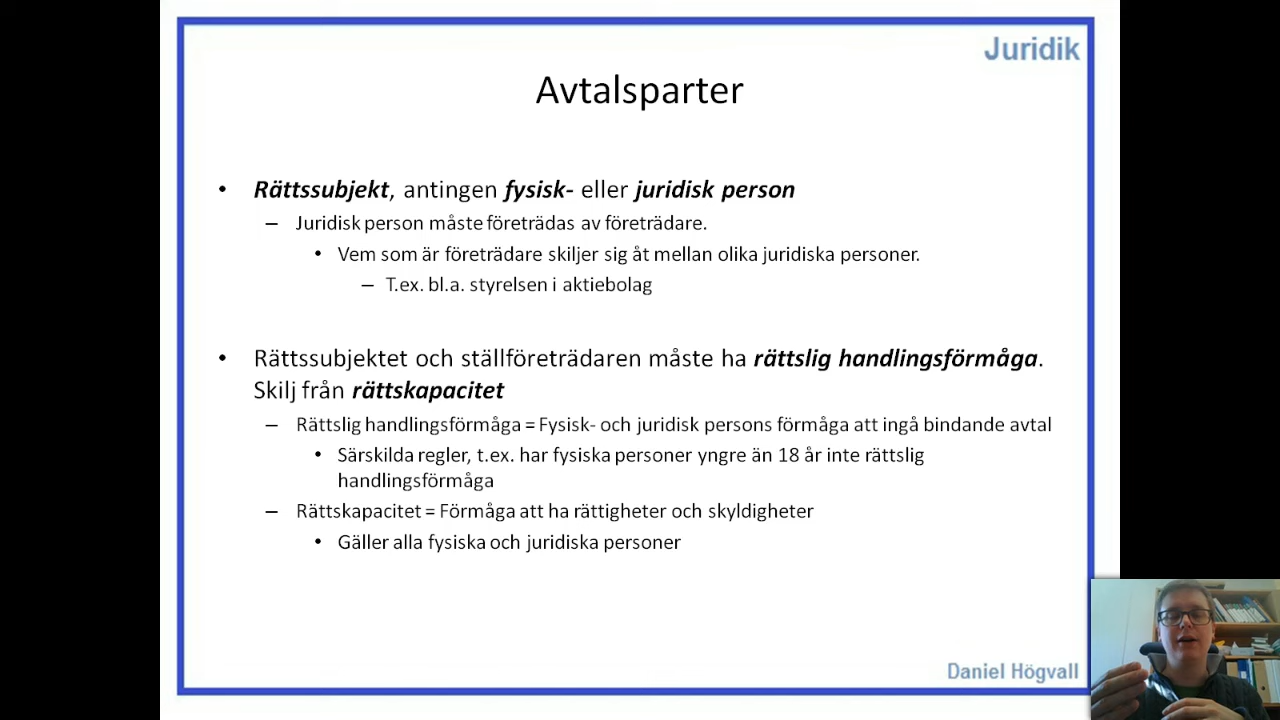 Juridik
Avtalsparter
• Rättssubjekt, antingen fysisk- eller juridisk person
– Juridisk person måste företrädas av företrädare.
• Vem som är företrädare skiljer sig åt mellan olika juridiska personer.
– T.ex. bl.a. styrelsen i aktiebolag
• Rättssubjektet och ställföreträdaren måste ha rättslig handlingsförmåga.
Skilj från rättskapacitet
– Rättslig handlingsförmåga = Fysisk- och juridisk persons förmåga att ingå bindande avtal
• Särskilda regler, t.ex. har fysiska personer yngre än 18 år inte rättslig
handlingsförmåga
– Rättskapacitet = Förmåga att ha rättigheter och skyldigheter
• Gäller alla fysiska och juridiska personer
Daniel Högvall